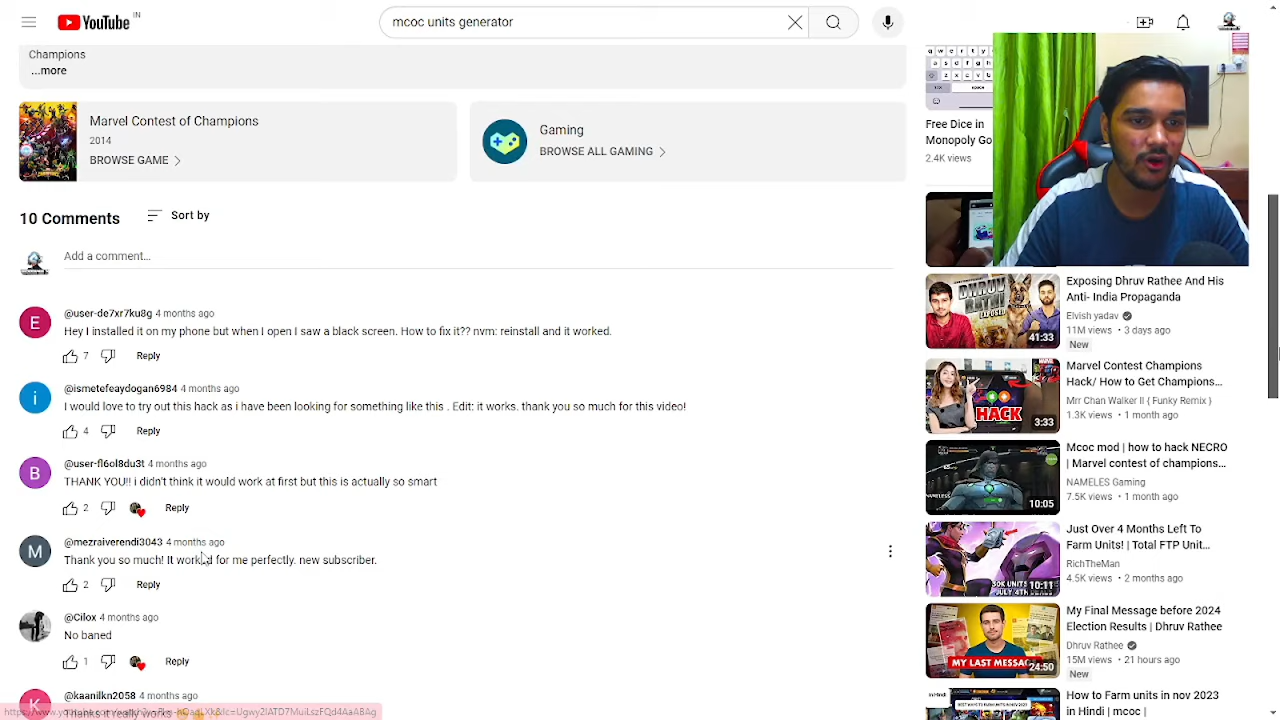 YouTube IN
mcoc units generator
Champions
...more
Marvel Contest of Champions
2014
BROWSE GAME
Gaming
BROWSE ALL GAMING
10 Comments
Sort by
Add a comment...
@user-de7xr7ku8g 4 months ago
Hey I installed it on my phone but when I open I saw a black screen. How to fix it?? nvm: reinstall and it worked.
7 Reply
@ismetefeaydogan6984 4 months ago
I would love to try out this hack as i have been looking for something like this . Edit: it works. thank you so much for this video!
4 Reply
@user-fi6ol8du3t 4 months ago
THANK YOU!! i didn't think it would work at first but this is actually so smart
2 Reply
@mezraiverendi3043 4 months ago
Thank you so much! It worked for me perfectly. new subscriber.
2 Reply
@Cilox 4 months ago
No baned
1 Reply
@kaanikn2058 4 months ago
Free Dice in
Monopoly Go
2.4K views
DHRUV
RATHI
EXPOSED
41:33
Exposing Dhruv Rathee And His
Anti- India Propaganda
Elvish yadav
11M views • 3 days ago
New
HACK
3:33
Marvel Contest Champions
Hack/ How to Get Champions...
Mrr Chan Walker II { Funky Remix }
1.3K views • 1 month ago
10:05
Mcoc mod | how to hack NECRO
| Marvel contest of champions...
NAMELES Gaming
7.5K views • 1 month ago
10:11
Just Over 4 Months Left To
Farm Units! | Total FTP Unit...
RichTheMan
4.5K views • 2 months ago
MY LAST MESSAGE
24:50
My Final Message before 2024
Election Results | Dhruv Rathee
Dhruv Rathee
15M views • 21 hours ago
New
How to Farm units in nov 2023
in Hindi | mcoc |